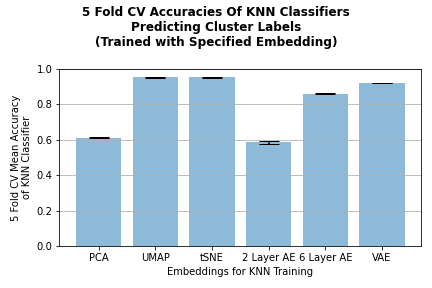 5 Fold CV Accuracies Of KNN Classifiers
Predicting Cluster Labels
(Trained with Specified Embedding)
5 Fold CV Mean Accuracy
of KNN Classifier
1.0
0.8
0.6
0.4
0.2
0.0
PCA UMAP tSNE 2 Layer AE 6 Layer AE VAE
Embeddings for KNN Training